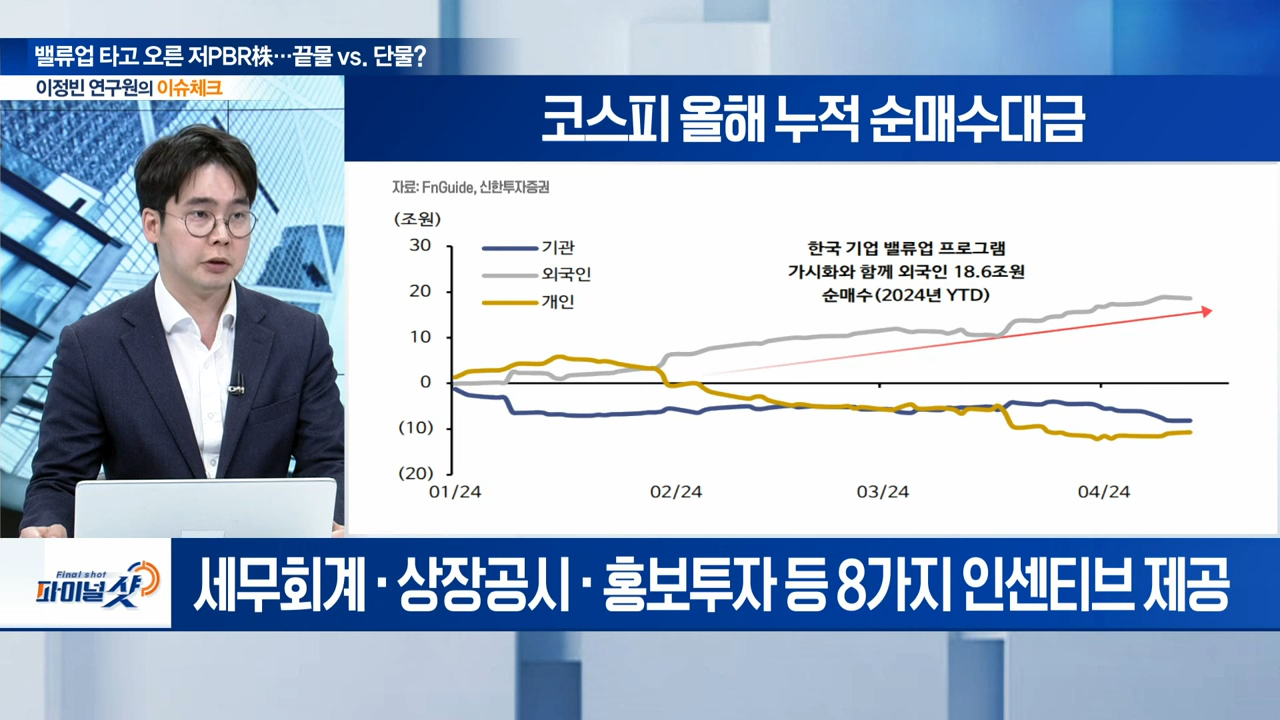 밸류업 타고 오른 저PBR株…끝물 vs. 단물?
이정빈 연구원의 이슈체크
코스피 올해 누적 순매수대금
자료: FnGuide, 신한투자증권
(조원)
30
20
10
0
(10)
(20)
기관
외국인
개인
한국 기업 밸류업 프로그램
가시화와 함께 외국인 18.6조원
순매수(2024년 YTD)
01/24 02/24 03/24 04/24
Final shot
파이널샷
세무회계·상장공시·홍보투자 등 8가지 인센티브 제공